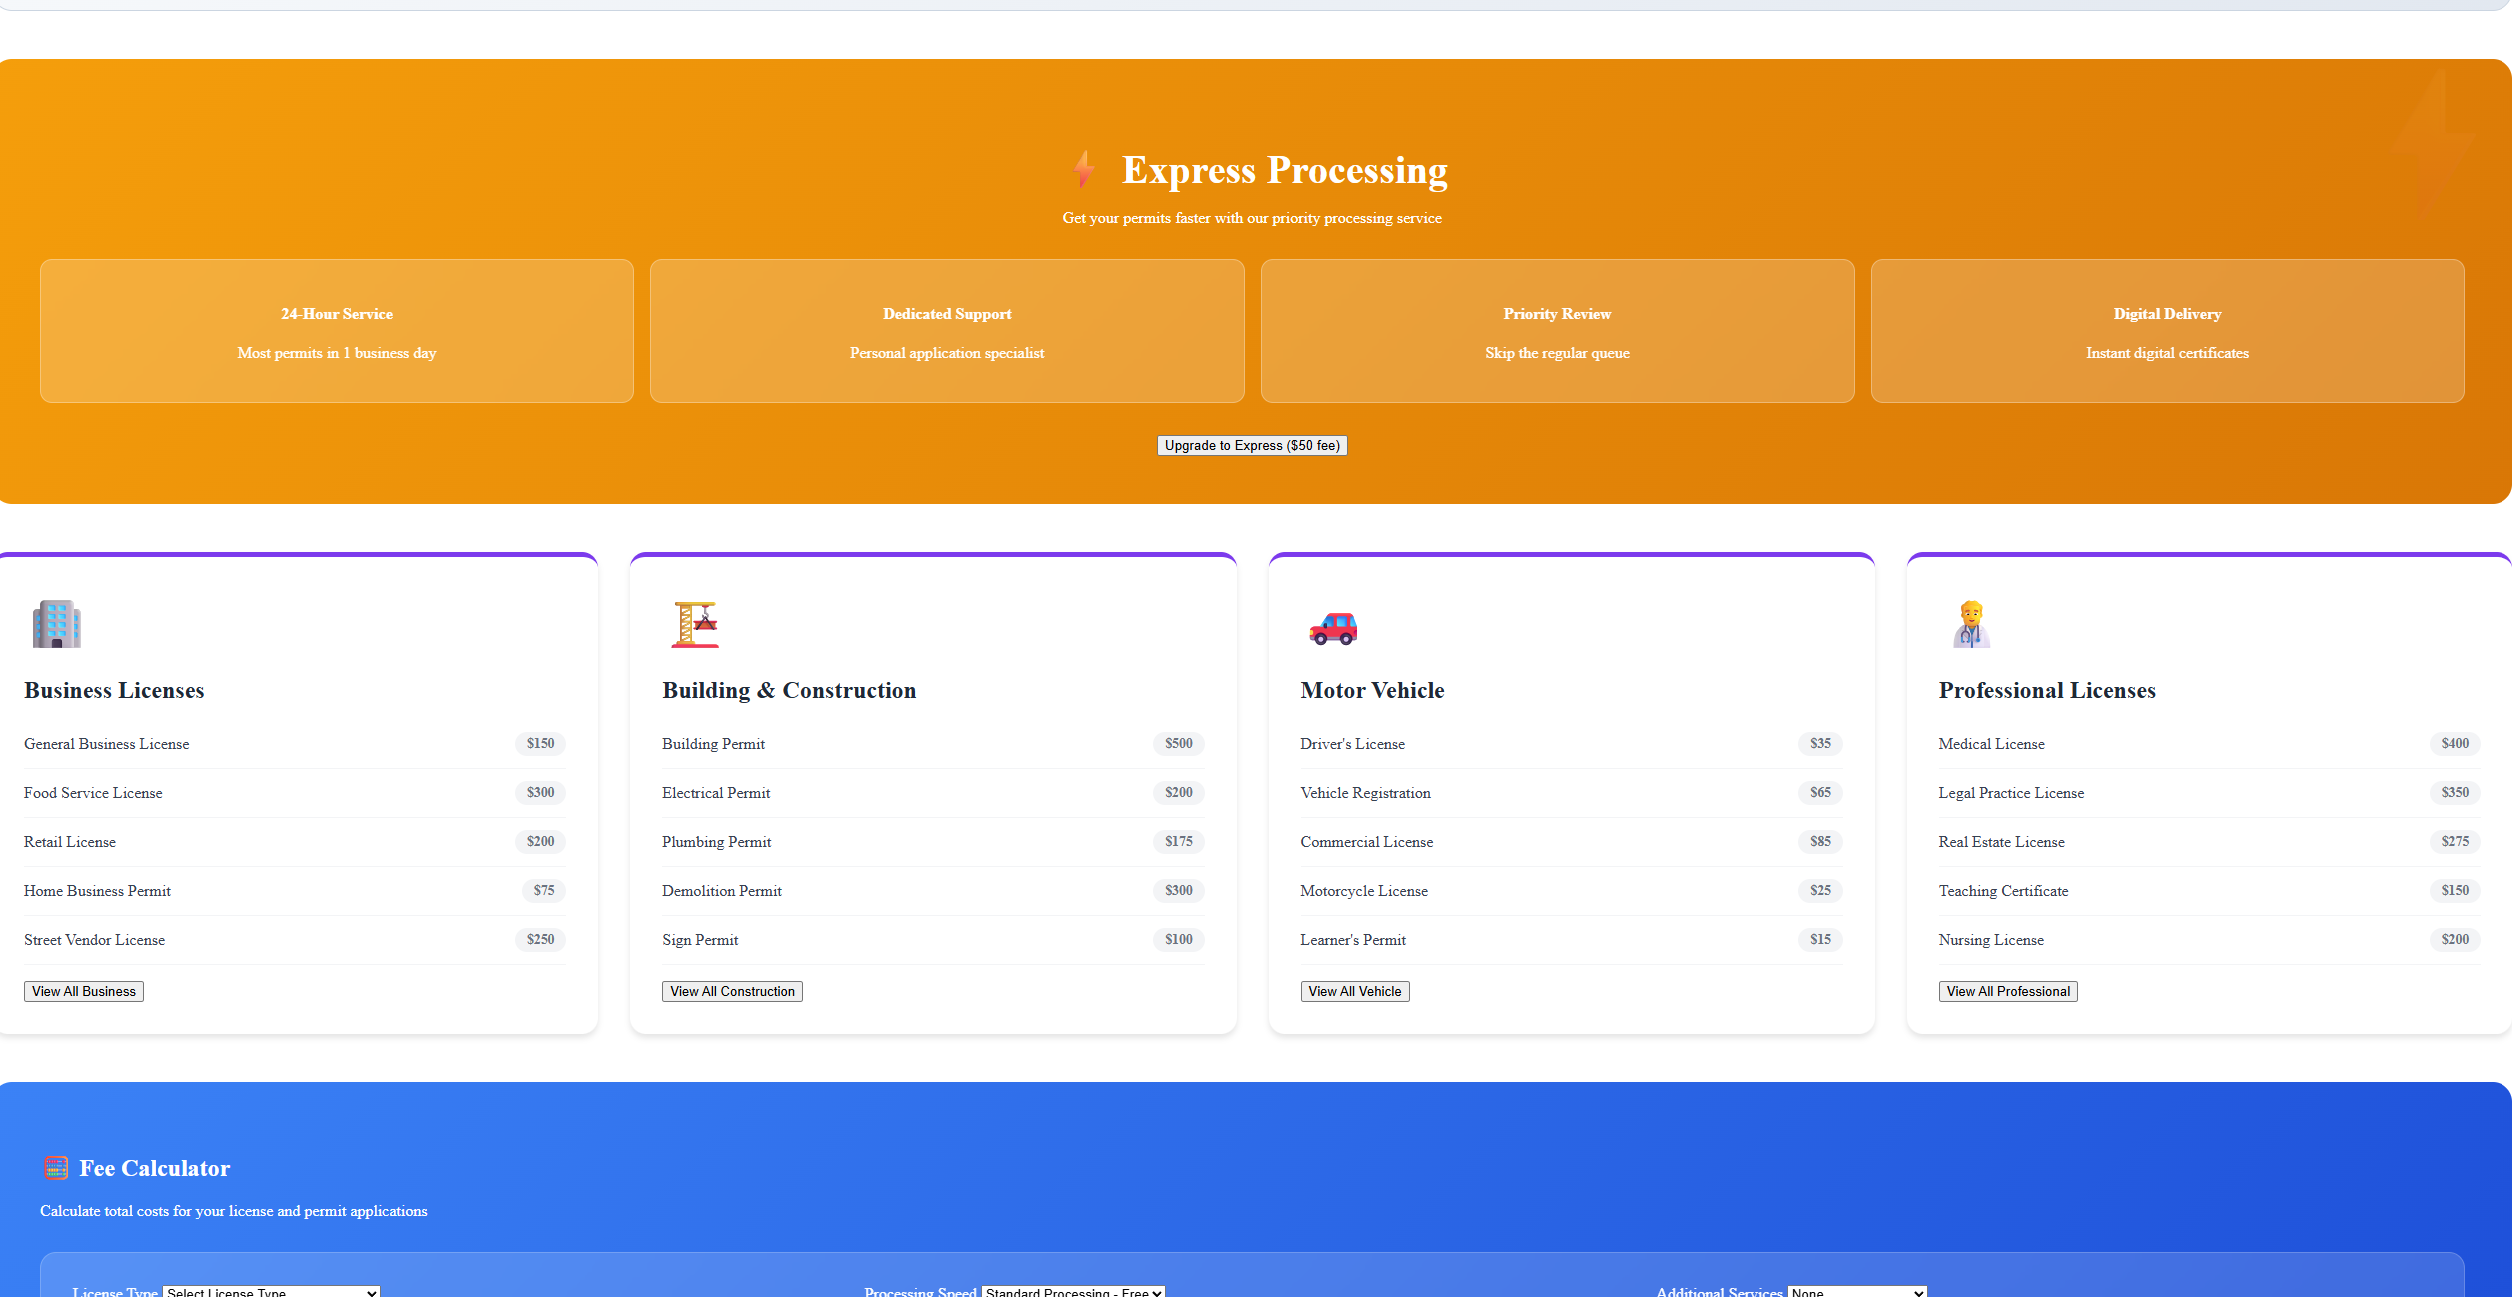 Express Processing
Get your permits faster with our priority processing service
24-Hour Service
Most permits in 1 business day
Dedicated Support
Personal application specialist
Priority Review
Skip the regular queue
Digital Delivery
Instant digital certificates
Upgrade to Express ($50 fee)
Business Licenses
General Business License $150
Food Service License $300
Retail License $200
Home Business Permit $75
Street Vendor License $250
View All Business
Building & Construction
Building Permit $500
Electrical Permit $200
Plumbing Permit $175
Demolition Permit $300
Sign Permit $100
View All Construction
Motor Vehicle
Driver's License $35
Vehicle Registration $65
Commercial License $85
Motorcycle License $25
Learner's Permit $15
View All Vehicle
Professional Licenses
Medical License $400
Legal Practice License $350
Real Estate License $275
Teaching Certificate $150
Nursing License $200
View All Professional
Fee Calculator
Calculate total costs for your license and permit applications
License Type Select License Type
Processing Speed Standard Processing - Free
Additional Services None